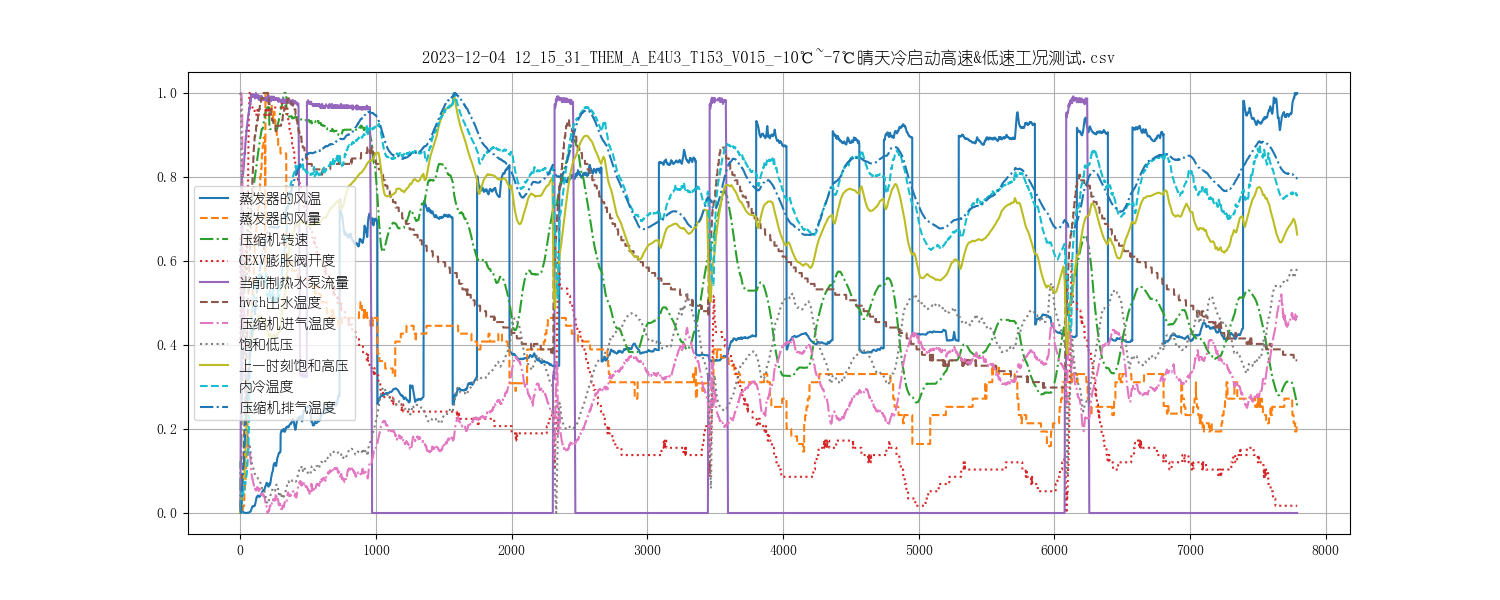 2023-12-04 12_15_31_THEM_A_E4U3_T153_V015_-10℃~-7℃晴天冷启动高速&低速工况测试.csv
1.0
0.8
0.6
0.4
0.2
0.0
蒸发器的风温
蒸发器的风量
压缩机转速
CEXV膨胀阀开度
当前制热水泵流量
hvch出水温度
压缩机进气温度
饱和低压
上一时刻饱和高压
内冷温度
压缩机排气温度
0 1000 2000 3000 4000 5000 6000 7000 8000